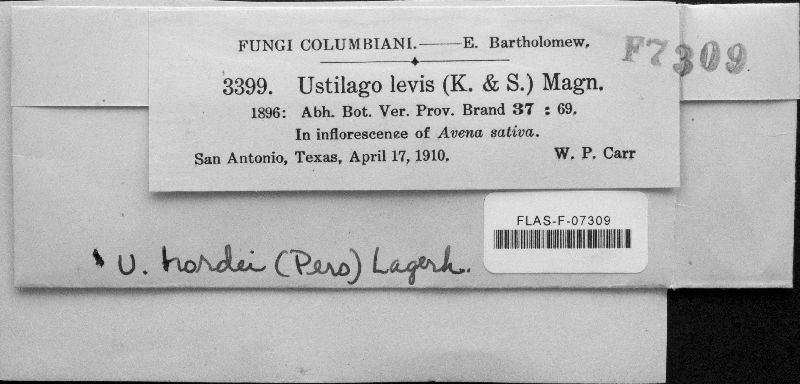 FUNGI COLUMBIANI.——E. Bartholomew.
F7309
3399. Ustilago levis (K. & S.) Magn.
1896: Abh. Bot. Ver. Prov. Brand 37 : 69.
In inflorescence of Avena sativa.
San Antonio, Texas, April 17, 1910. W. P. Carr
FLAS-F-07309
U. hordei (Pers) Lagerh.